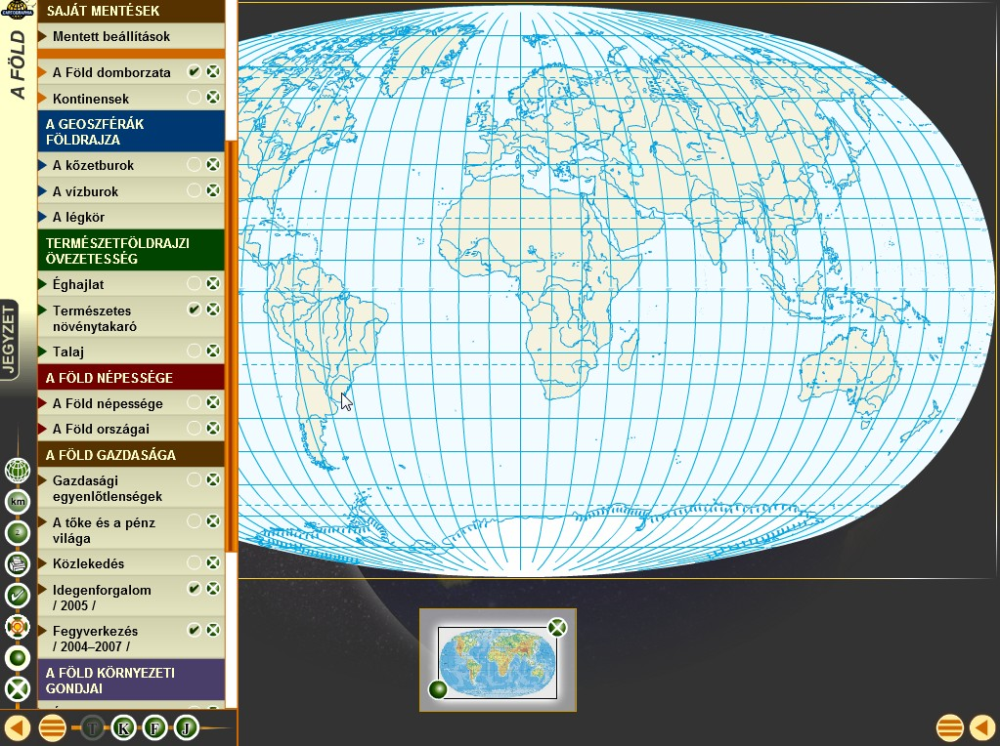 CARTOGRAPHIA
A FÖLD
JEGYZET
SAJÁT MENTÉSEK
Mentett beállítások
A Föld domborzata
Kontinensek
A GEOSZFÉRÁK
FÖLDRAJZA
A kőzetburok
A vízburok
A légkör
TERMÉSZETFÖLDRAJZI
ÖVEZETESSÉG
Éghajlat
Természetes
növénytakaró
Talaj
A FÖLD NÉPESSÉGE
A Föld népessége
A Föld országai
A FÖLD GAZDASÁGA
Gazdasági
egyenlőtlenségek
A tőke és a pénz
világa
Közlekedés
Idegenforgalom
/ 2005 /
Fegyverkezés
/ 2004–2007 /
A FÖLD KÖRNYEZETI
GONDJAI
km
T K F J